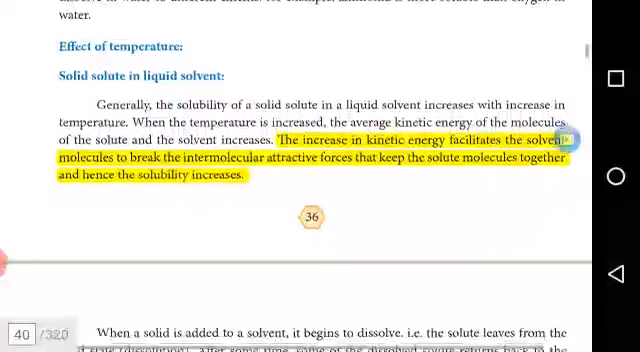 water.
Effect of temperature:
Solid solute in liquid solvent:
Generally, the solubility of a solid solute in a liquid solvent increases with increase in
temperature. When the temperature is increased, the average kinetic energy of the molecules
of the solute and the solvent increases. The increase in kinetic energy facilitates the solvent
molecules to break the intermolecular attractive forces that keep the solute molecules together
and hence the solubility increases.
36
40 /320
When a solid is added to a solvent, it begins to dissolve. i.e. the solute leaves from the